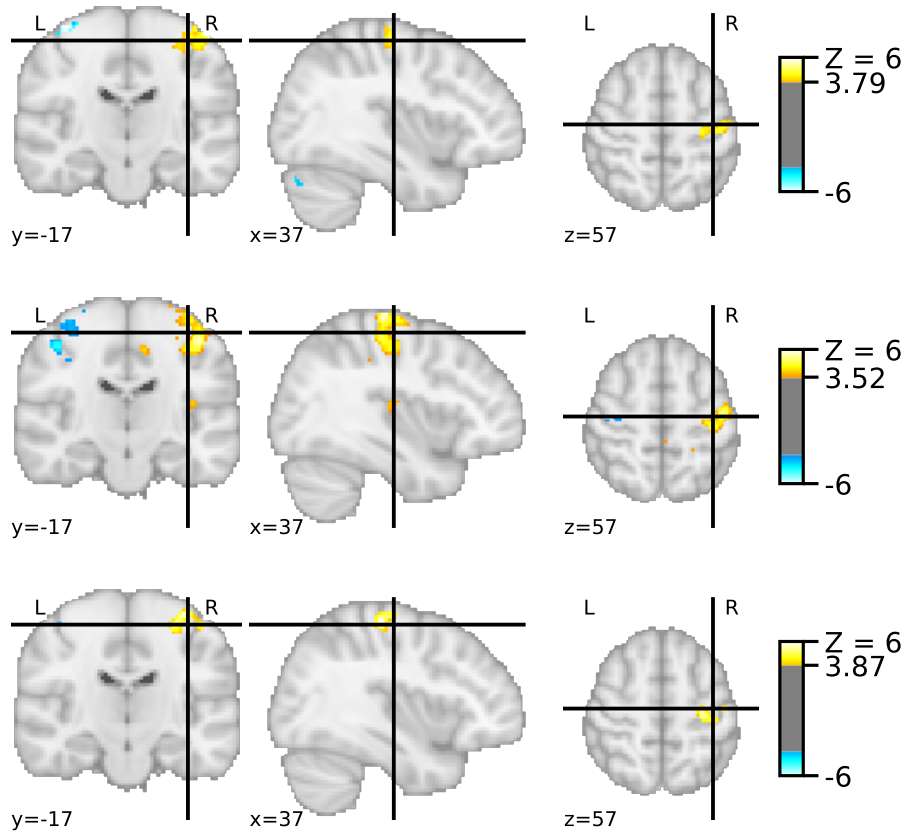 L R L R
Z = 6
3.79
-6
y=-17 x=37 z=57
L R L R
Z = 6
3.52
-6
y=-17 x=37 z=57
L R L R
Z = 6
3.87
-6
y=-17 x=37 z=57